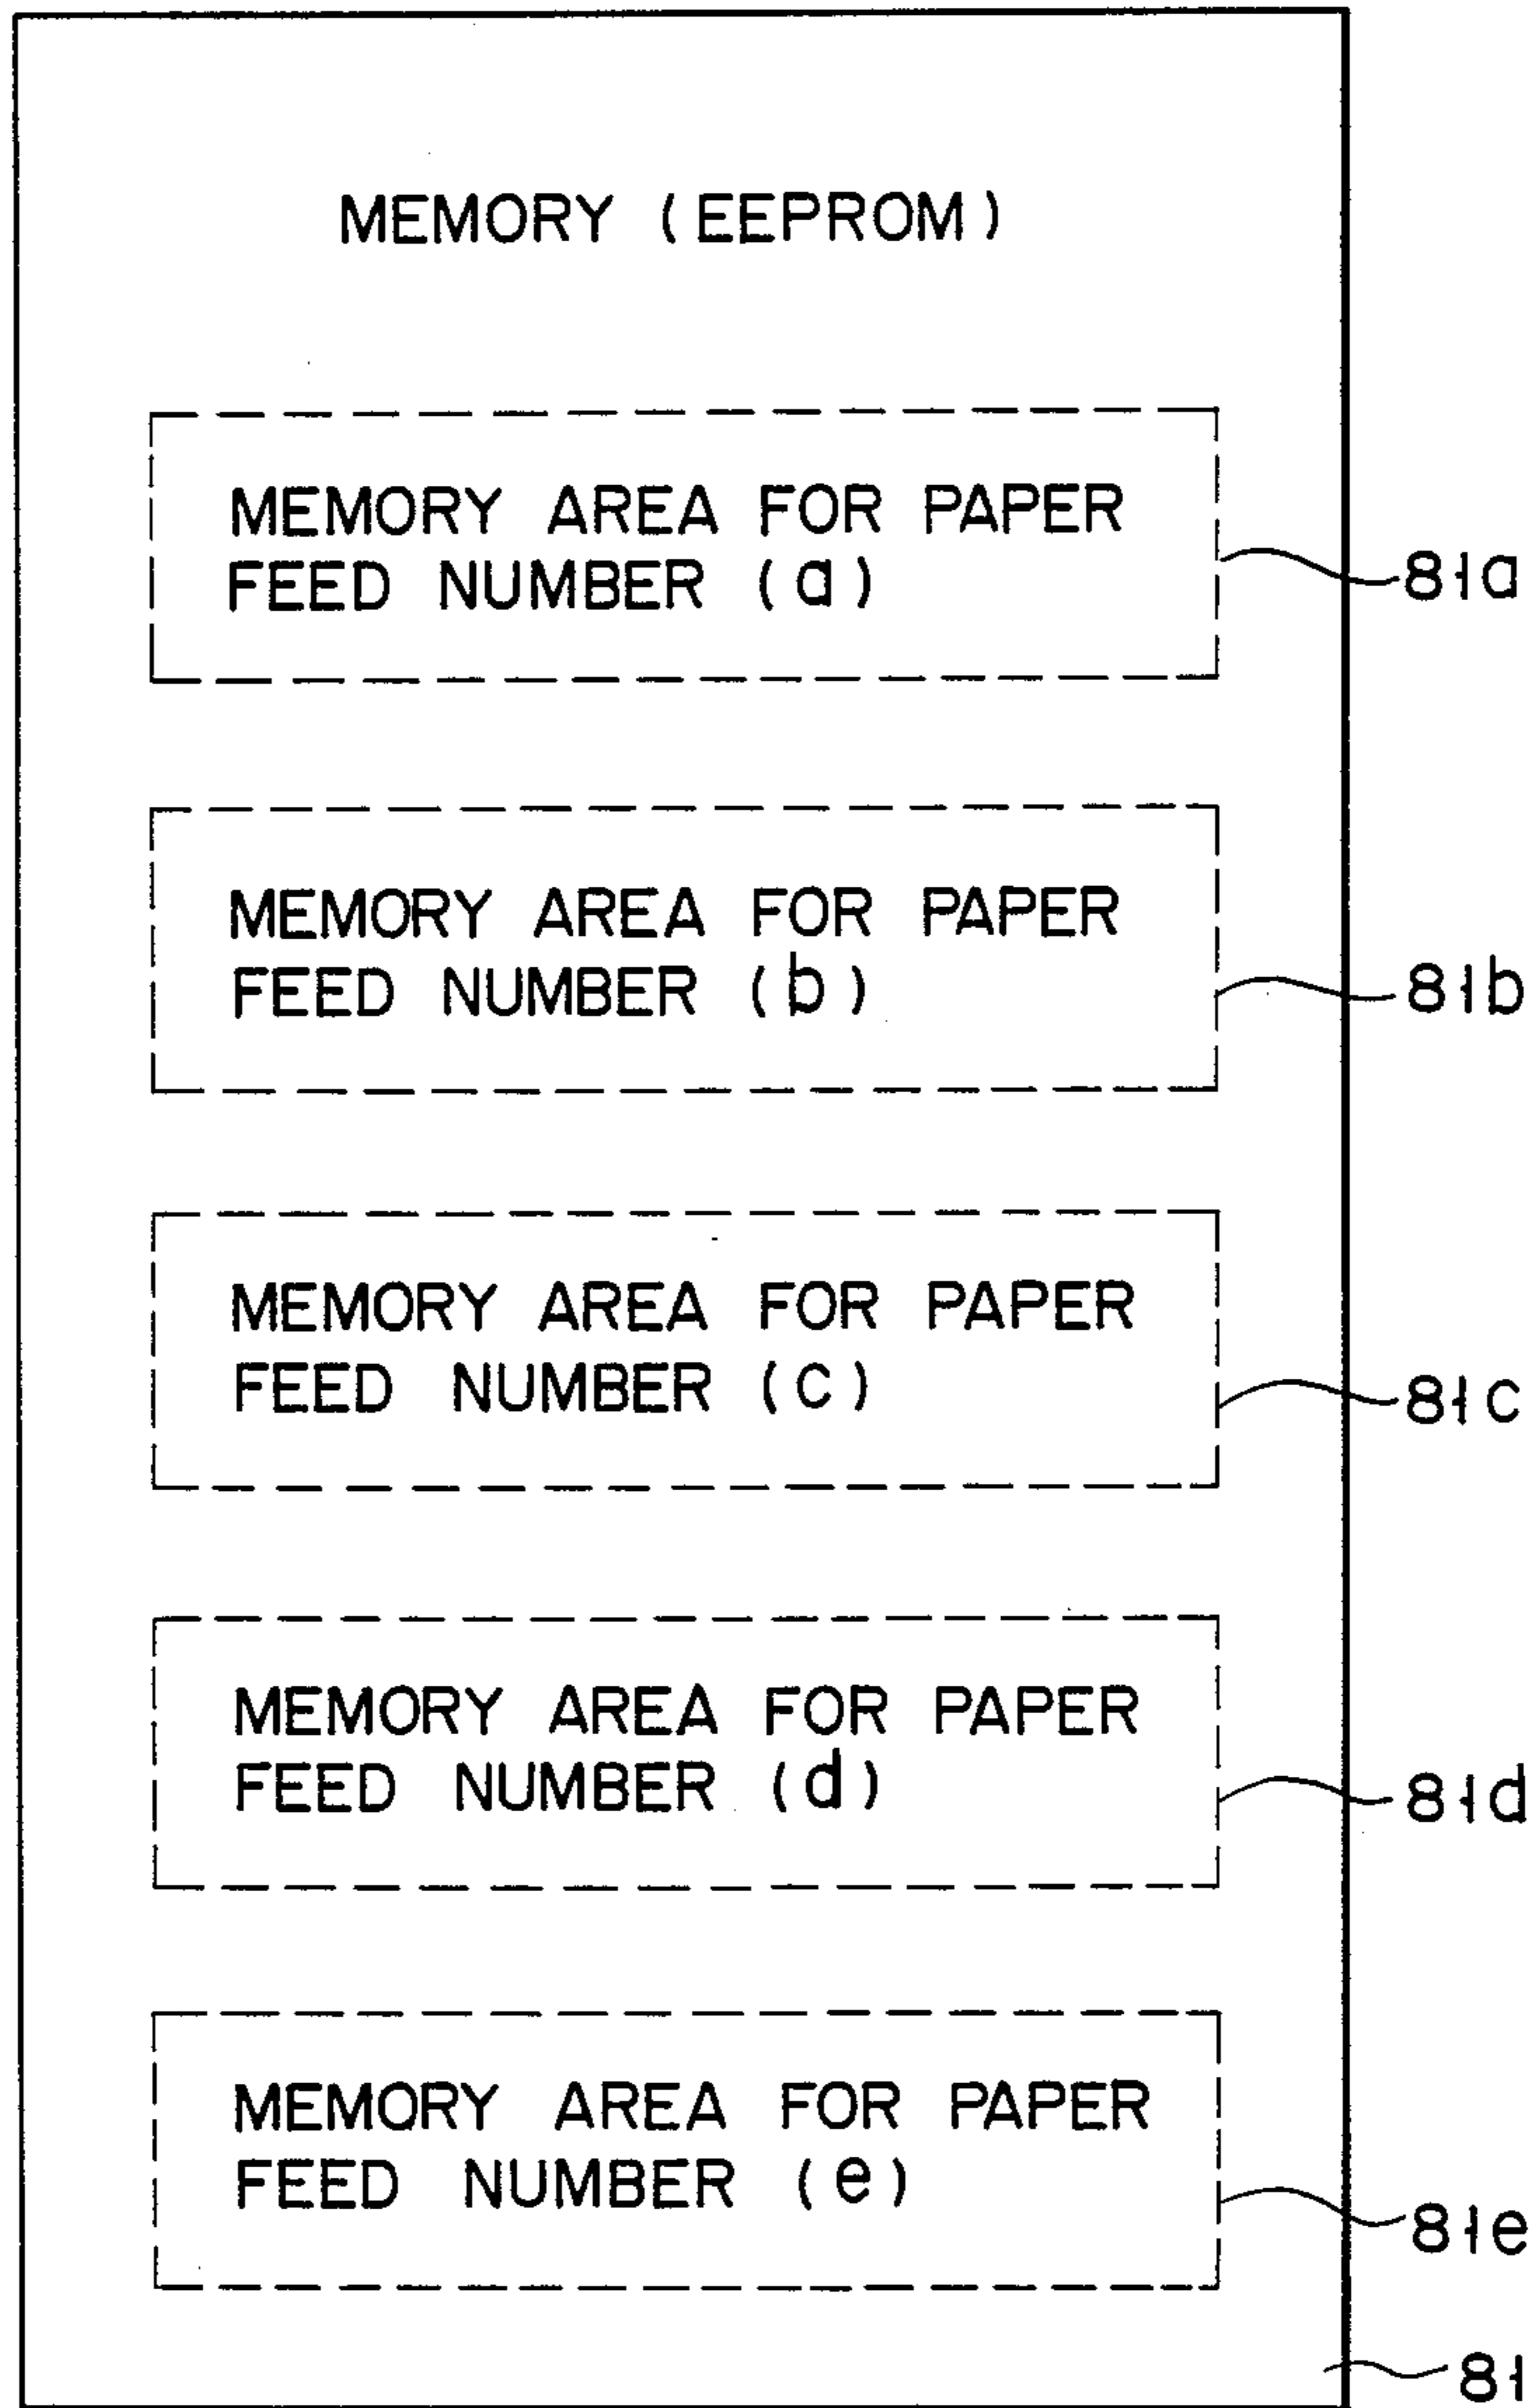 MEMORY (EEPROM)
MEMORY AREA FOR PAPER
FEED NUMBER (a)
81a
MEMORY AREA FOR PAPER
FEED NUMBER (b)
81b
MEMORY AREA FOR PAPER
FEED NUMBER (c)
81c
MEMORY AREA FOR PAPER
FEED NUMBER (d)
81d
MEMORY AREA FOR PAPER
FEED NUMBER (e)
81e
81